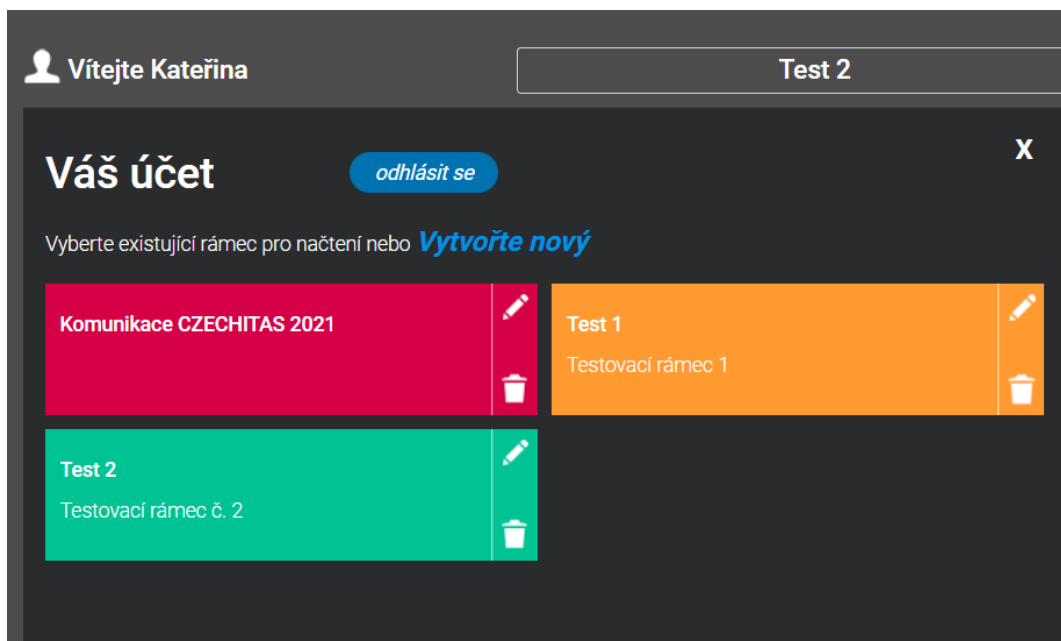 Vítejte Kateřina
Test 2
Váš účet
odhlásit se
X
Vyberte existující rámec pro načtení nebo Vytvořte nový
Komunikace CZECHITAS 2021
Test 1
Testovací rámec 1
Test 2
Testovací rámec č. 2